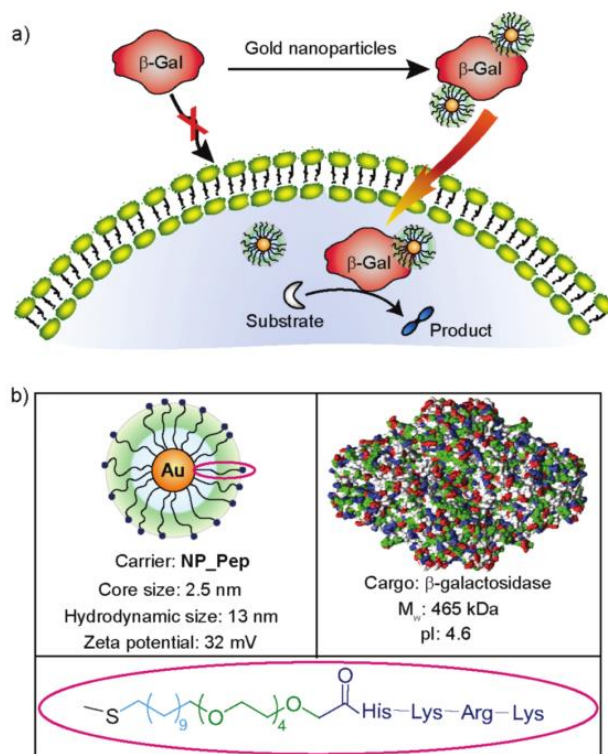 a)
β-Gal
Gold nanoparticles
β-Gal
β-Gal
Substrate
Product
b)
Au
Carrier: NP_Pep
Core size: 2.5 nm
Hydrodynamic size: 13 nm
Zeta potential: 32 mV
Cargo: β-galactosidase
Mw: 465 kDa
pI: 4.6
S 9 O 4 O O His Lys Arg Lys